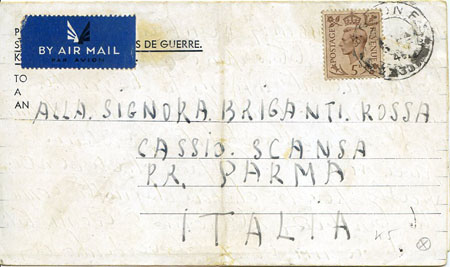 P
BY AIR MAIL
PAR AVION
S DE GUERRE.
K
TO
A
AN
POSTAGE
REVENUE
5D
ALLA. SIGNORA. BRIGANTI. ROSSA
CASSIO. SCANSA
P.R. PARMA
ITALIA